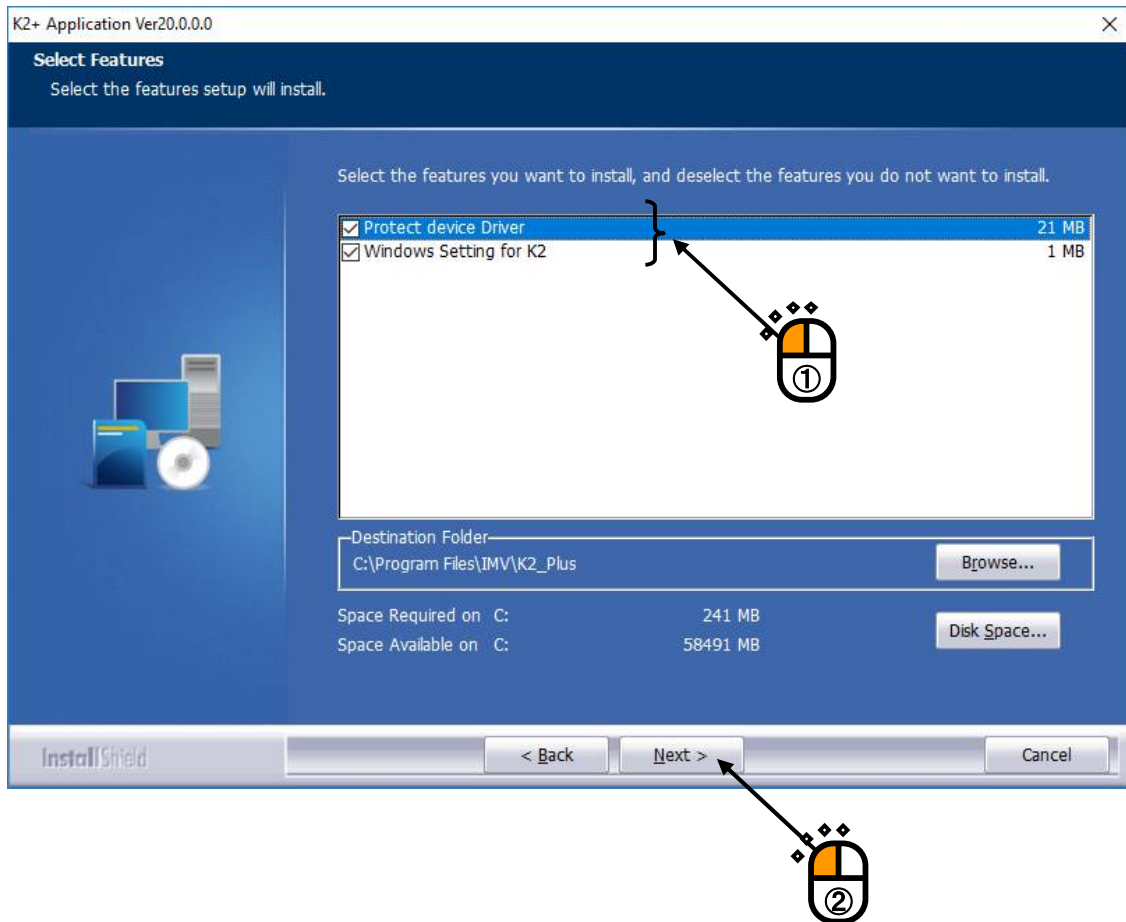 K2+ Application Ver20.0.0.0
Select Features
Select the features setup will install.
Select the features you want to install, and deselect the features you do not want to install.
Protect device Driver 21 MB
Windows Setting for K2 1 MB
①
Destination Folder
C:\Program Files\IMV\K2_Plus Browse...
Space Required on C: 241 MB
Disk Space...
Space Available on C: 58491 MB
InstallShield < Back Next > Cancel
②